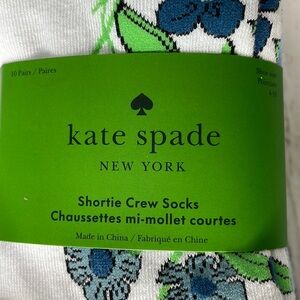 10 Pairs / Paires
kate spade
NEW YORK
Shortie Crew Socks
Chaussettes mi-mollet courtes
Made in China / Fabriqué en Chine